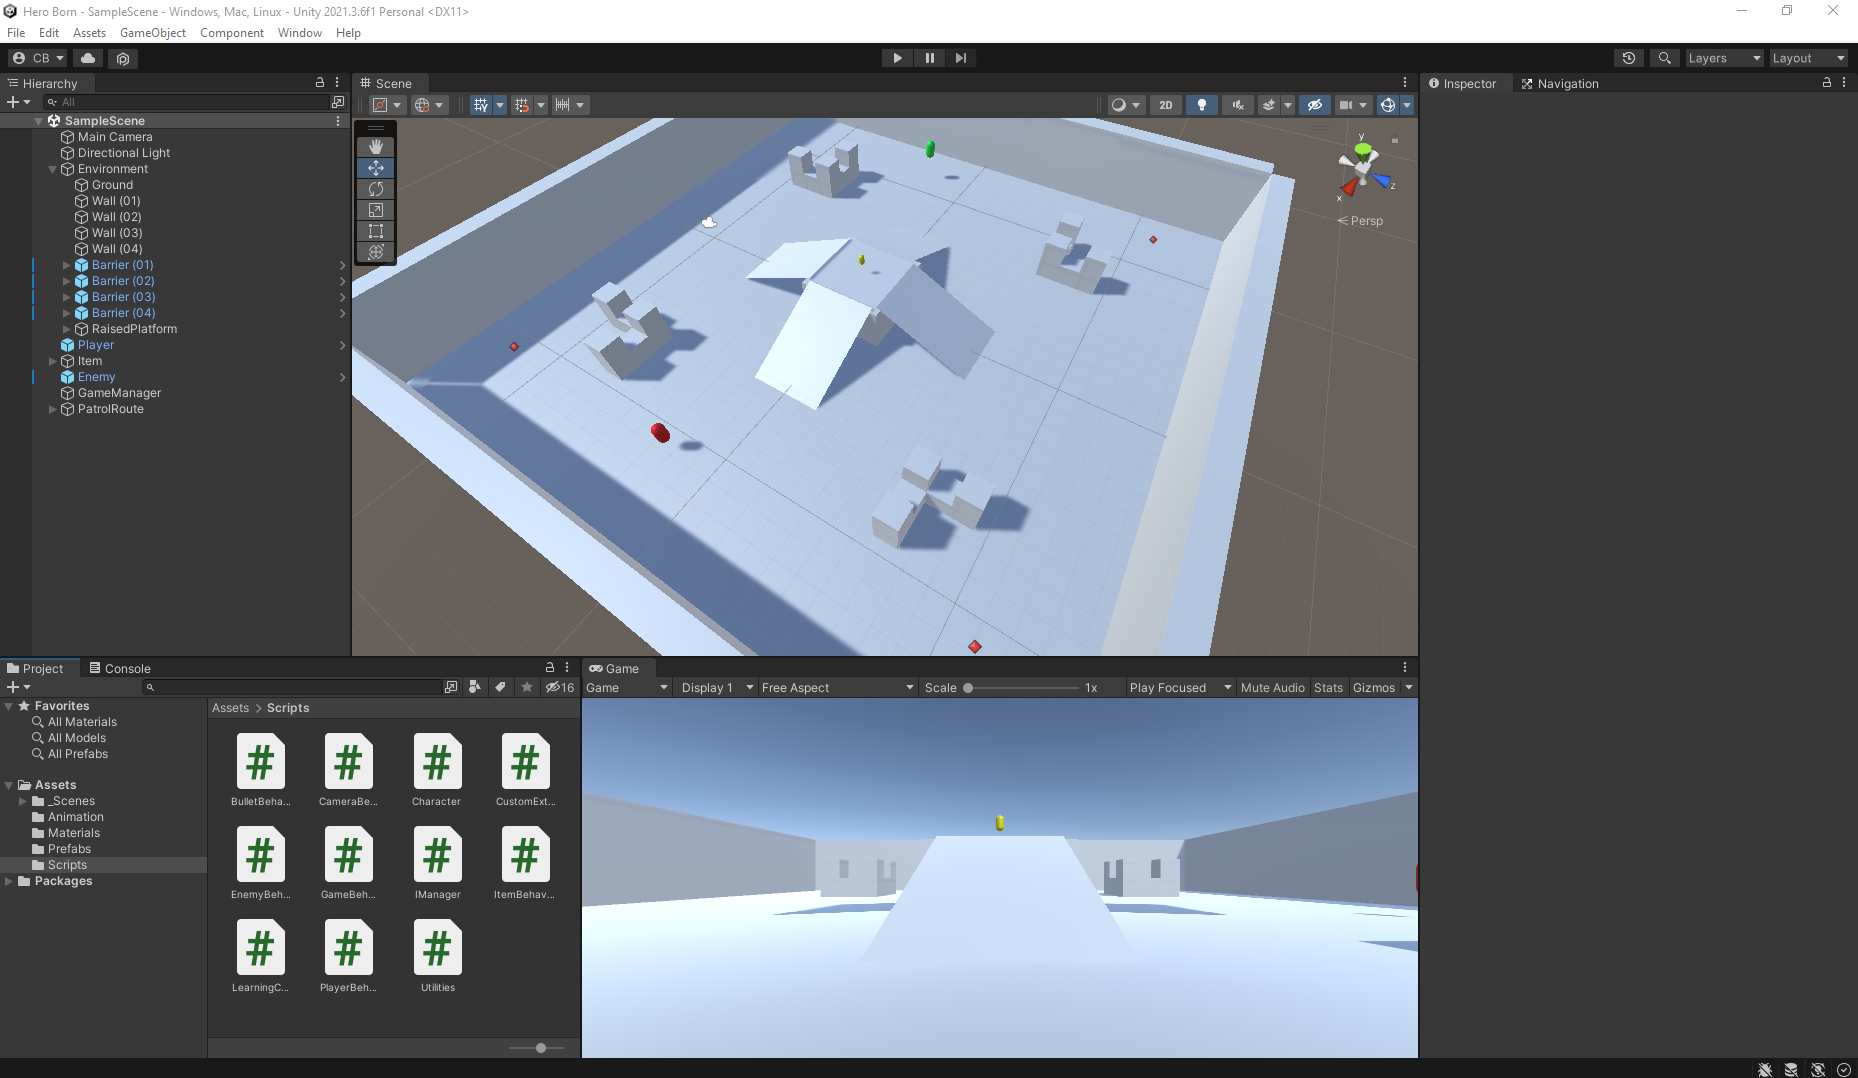 Hero Born - SampleScene - Windows, Mac, Linux - Unity 2021.3.6f1 Personal <DX11>
File Edit Assets GameObject Component Window Help
CB Layers Layout
Hierarchy
All
SampleScene
Main Camera
Directional Light
Environment
Ground
Wall (01)
Wall (02)
Wall (03)
Wall (04)
Barrier (01)
Barrier (02)
Barrier (03)
Barrier (04)
RaisedPlatform
Player
Item
Enemy
GameManager
PatrolRoute
Scene
2D
y
x
z
Persp
Inspector Navigation
Project Console
16
Favorites
All Materials
All Models
All Prefabs
Assets
_Scenes
Animation
Materials
Prefabs
Scripts
Packages
Assets > Scripts
BulletBeha... CameraBe... Character CustomExt...
EnemyBeh... GameBeh... IManager ItemBehav...
LearningC... PlayerBeh... Utilities
Game
Game Display 1 Free Aspect Scale 1x Play Focused Mute Audio Stats Gizmos